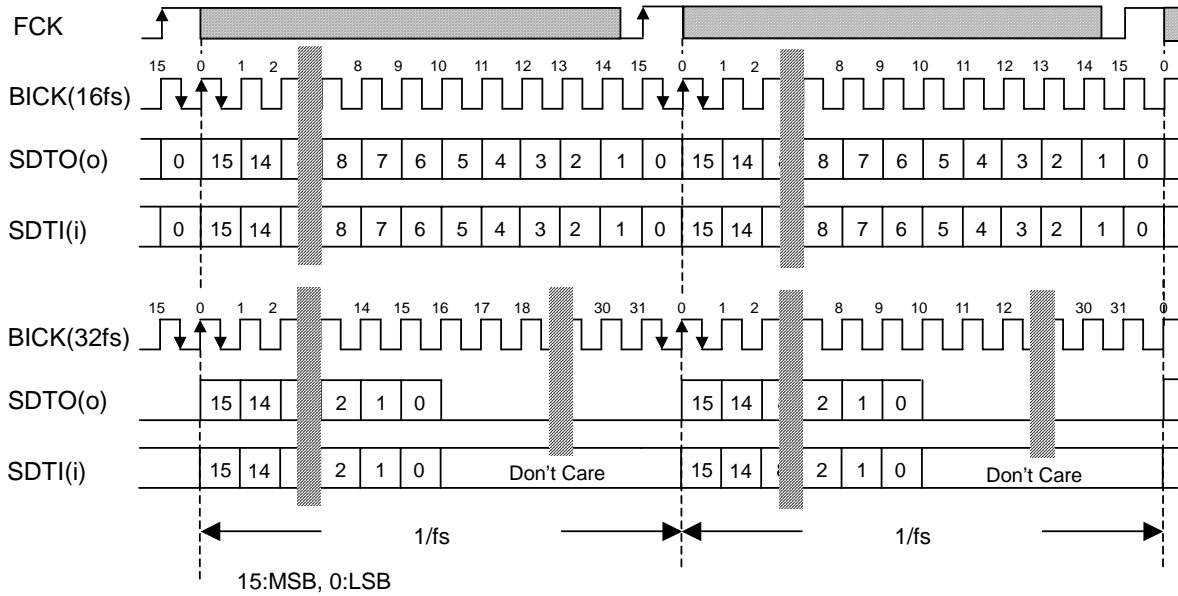 FCK
15 0 1 2 8 9 10 11 12 13 14 15 0 1 2 8 9 10 11 12 13 14 15 0
BICK(16fs)
SDTO(o) 0 15 14 8 7 6 5 4 3 2 1 0 15 14 8 7 6 5 4 3 2 1 0
SDTI(i) 0 15 14 8 7 6 5 4 3 2 1 0 15 14 8 7 6 5 4 3 2 1 0
15 0 1 2 14 15 16 17 18 30 31 0 1 2 8 9 10 11 12 30 31 0
BICK(32fs)
SDTO(o) 15 14 2 1 0 15 14 2 1 0
SDTI(i) 15 14 2 1 0 Don't Care 15 14 2 1 0 Don't Care
1/fs 1/fs
15:MSB, 0:LSB